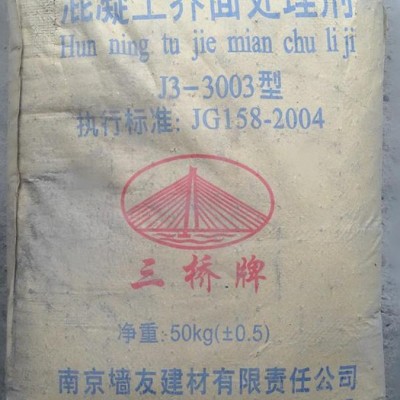 混凝土界面处理剂
Hun ning tu jie mian chu li ji
J3-3003型
执行标准: JG158-2004
三桥牌
净重:50kg(±0.5)
南京墙友建材有限责任公司